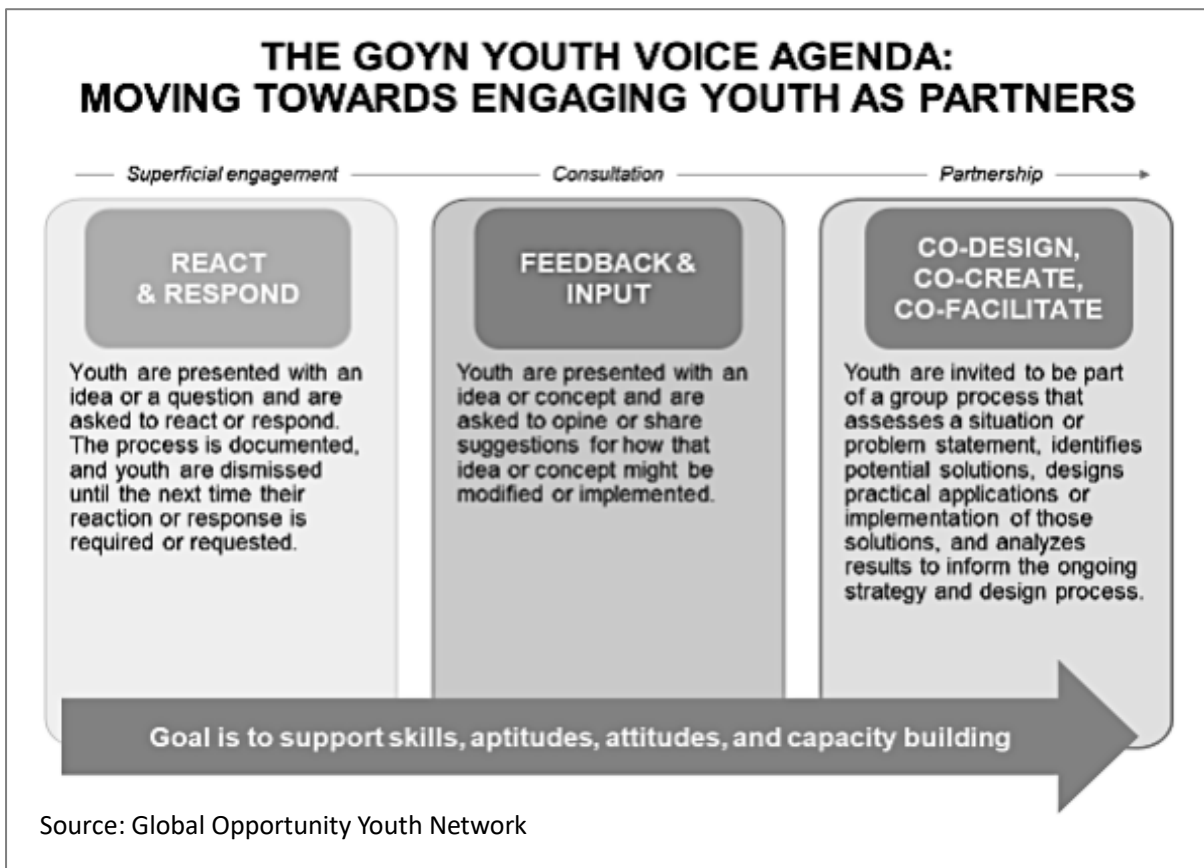 THE GOYN YOUTH VOICE AGENDA:
MOVING TOWARDS ENGAGING YOUTH AS PARTNERS
Superficial engagement
Consultation
Partnership
REACT
& RESPOND
Youth are presented with an
idea or a question and are
asked to react or respond.
The process is documented,
and youth are dismissed
until the next time their
reaction or response is
required or requested.
FEEDBACK &
INPUT
Youth are presented with an
idea or concept and are
asked to opine or share
suggestions for how that
idea or concept might be
modified or implemented.
CO-DESIGN,
CO-CREATE,
CO-FACILITATE
Youth are invited to be part
of a group process that
assesses a situation or
problem statement, identifies
potential solutions, designs
practical applications or
implementation of those
solutions, and analyzes
results to inform the ongoing
strategy and design process.
Goal is to support skills, aptitudes, attitudes, and capacity building
Source: Global Opportunity Youth Network